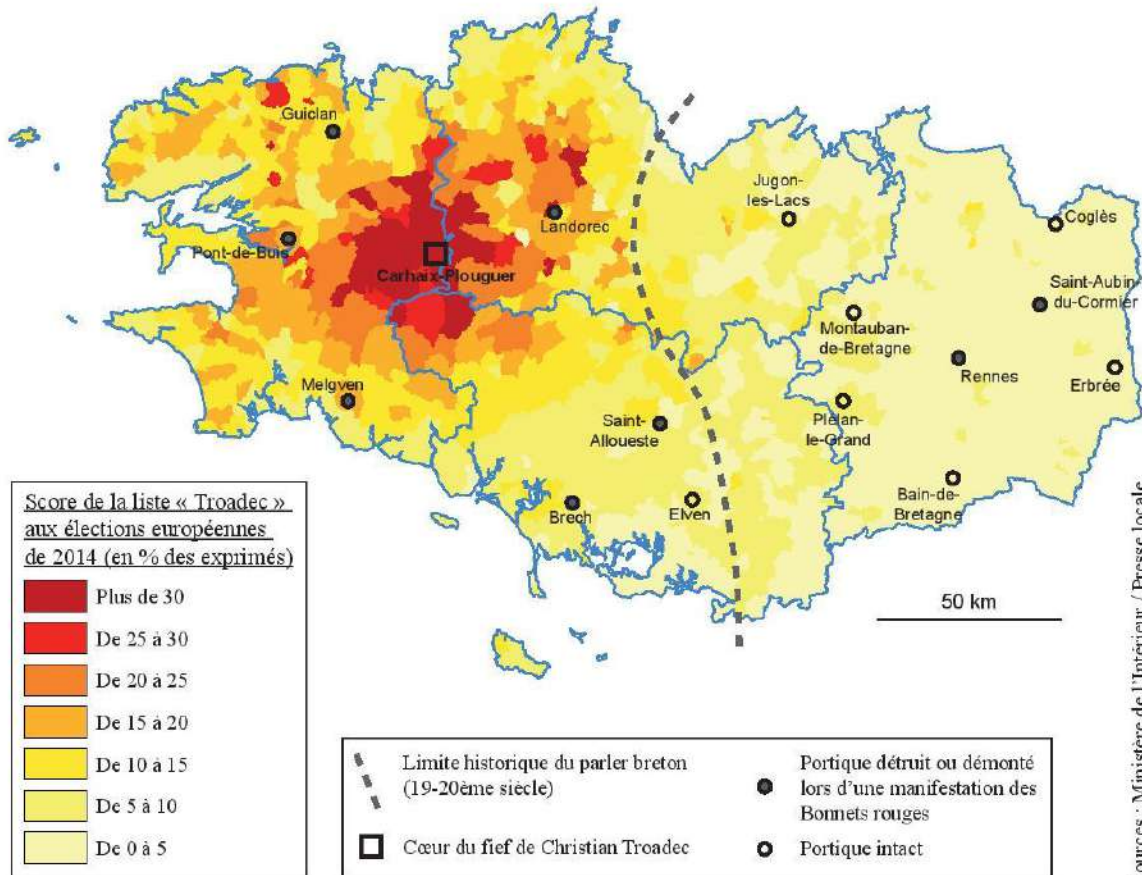 Guiclan
Pont-de-Buis
Carhaix-Plouguer
Landorec
Melgven
Saint-
Alloueste
Brech
Elven
Jugon-
les-Lacs
Coglès
Saint-Aubin
du-Cormier
Montauban-
de-Bretagne
Rennes
Erbrée
Plélan-
le-Grand
Bain-de-
Bretagne
50 km
Score de la liste « Troadec »
aux élections européennes
de 2014 (en % des exprimés)
Plus de 30
De 25 à 30
De 20 à 25
De 15 à 20
De 10 à 15
De 5 à 10
De 0 à 5
Limite historique du parler breton
(19-20ème siècle)
Cœur du fief de Christian Troadec
Portique détruit ou démonté
lors d'une manifestation des
Bonnets rouges
Portique intact
ources : Ministère de l'Intérieur / Presse locale